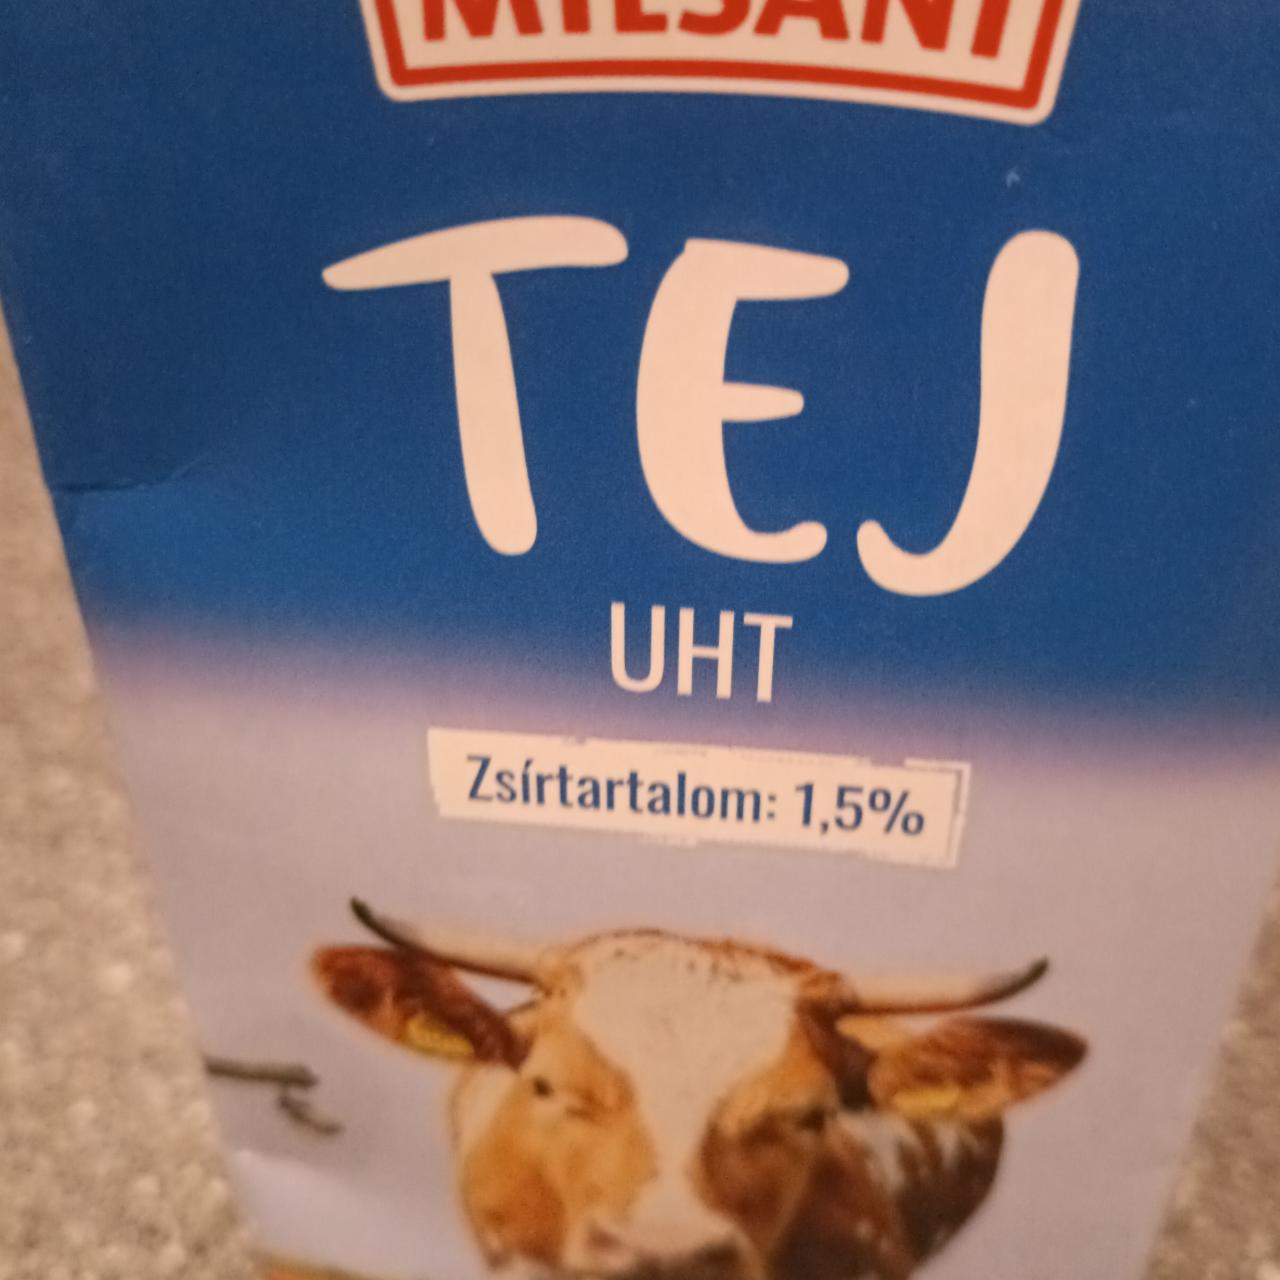 MILSANI
TEJ
UHT
Zsírtartalom: 1,5%